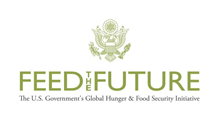 FEED THE FUTURE
The U.S. Government's Global Hunger & Food Security Initiative